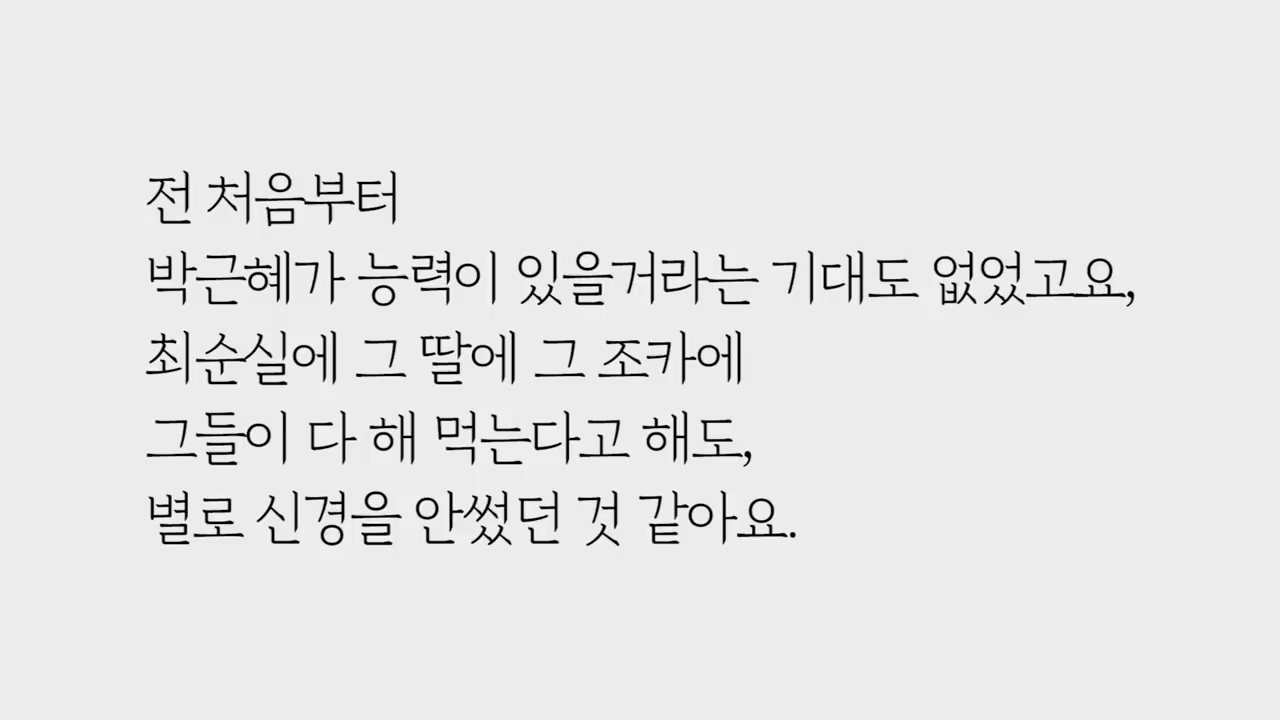 전 처음부터
박근혜가 능력이 있을거라는 기대도 없었고요,
최순실에 그 딸에 그 조카에
그들이 다 해 먹는다고 해도,
별로 신경을 안썼던 것 같아요.